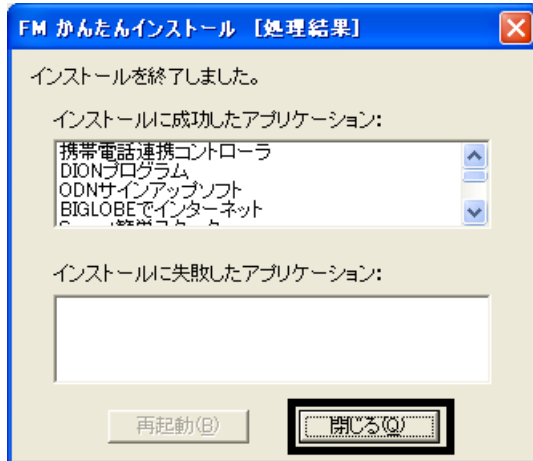 FM かんたんインストール [処理結果]
インストールを終了しました。
インストールに成功したアプリケーション:
携帯電話連携コントローラ
DIONプログラム
ODNサインアップソフト
BIGLOBEでインターネット
インストールに失敗したアプリケーション:
再起動(B)
閉じる(Q)